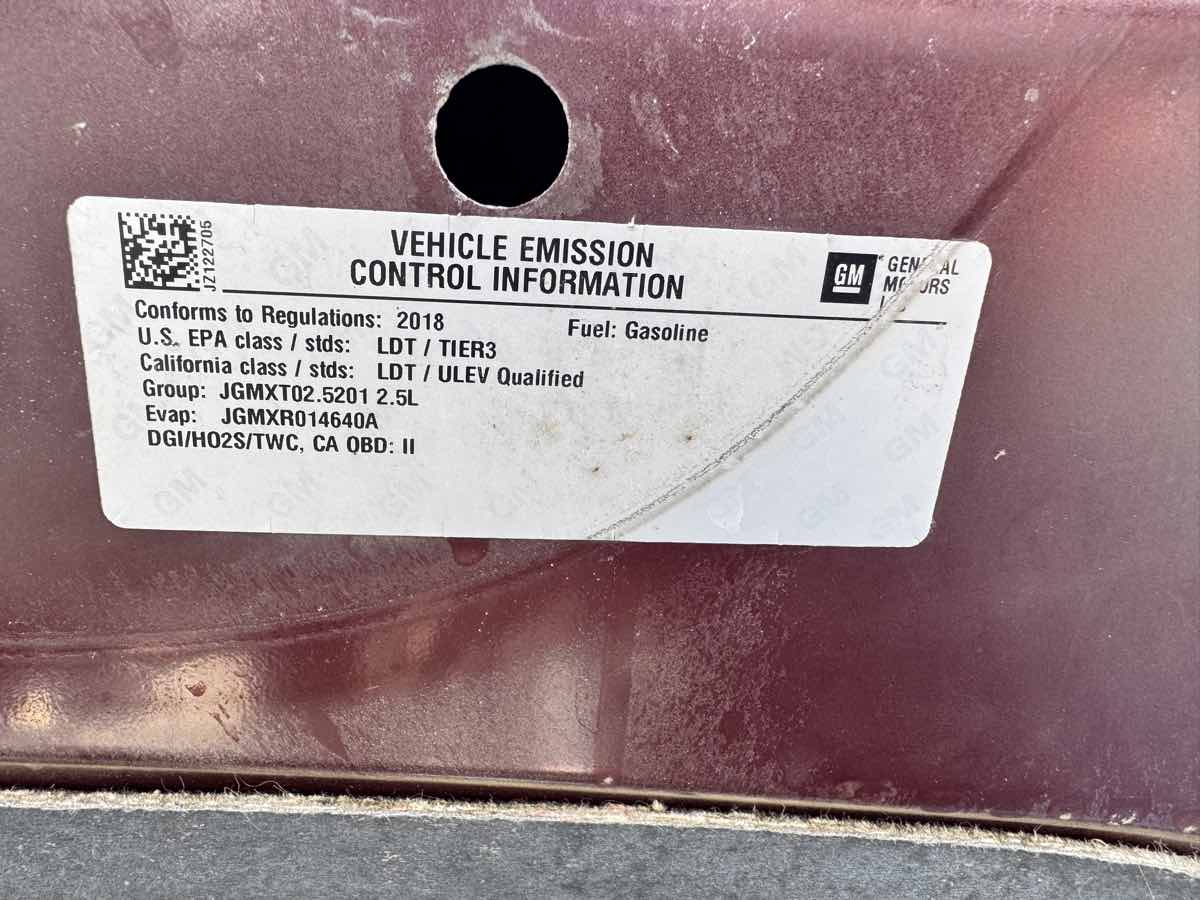 JZ122705
VEHICLE EMISSION
CONTROL INFORMATION
GM
GENERAL
MOTORS
Conforms to Regulations: 2018
Fuel: Gasoline
U.S. EPA class / stds: LDT / TIER3
California class / stds: LDT / ULEV Qualified
Group: JGMXT02.5201 2.5L
Evap: JGMXR014640A
DGI/HO2S/TWC, CA OBD: II